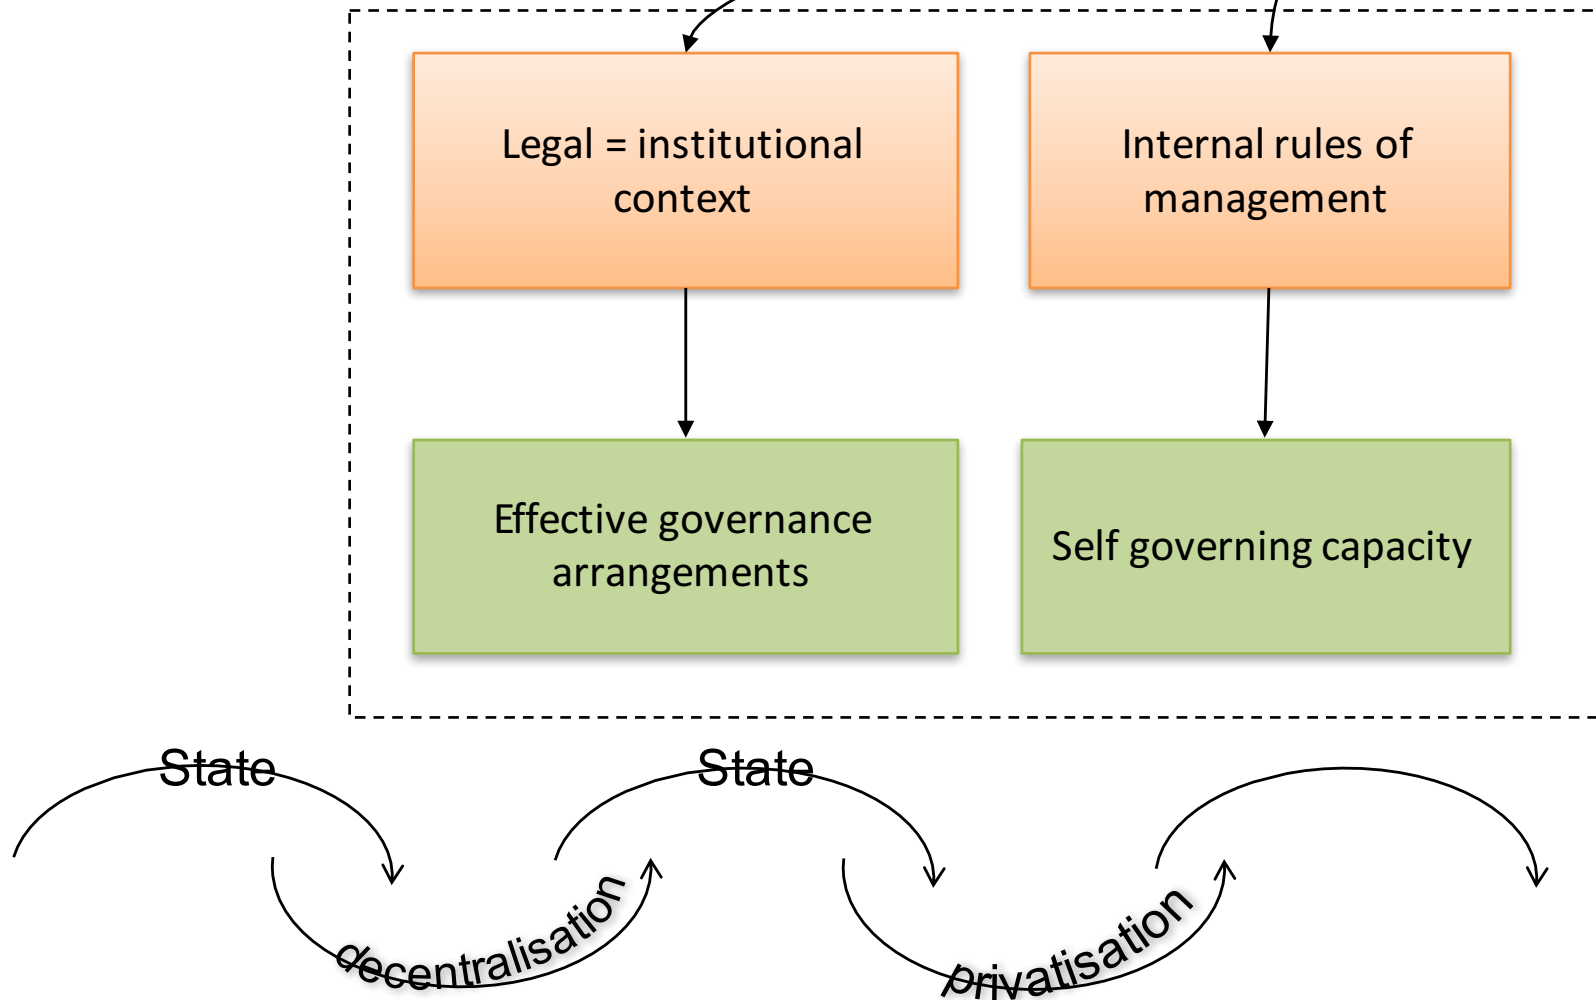 Legal = institutional
context
Internal rules of
management
Effective governance
arrangements
Self governing capacity
State
State
decentralisation
privatisation